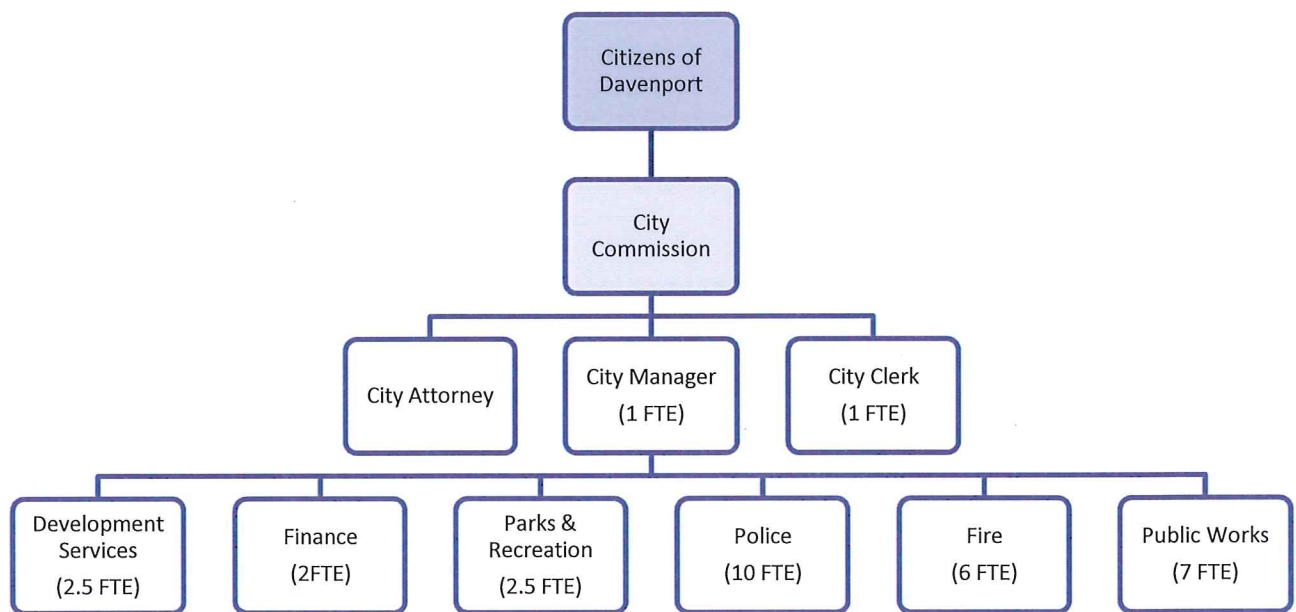 Citizens of
Davenport
City
Commission
City Attorney
City Manager
(1 FTE)
City Clerk
(1 FTE)
Development
Services
(2.5 FTE)
Finance
(2FTE)
Parks &
Recreation
(2.5 FTE)
Police
(10 FTE)
Fire
(6 FTE)
Public Works
(7 FTE)